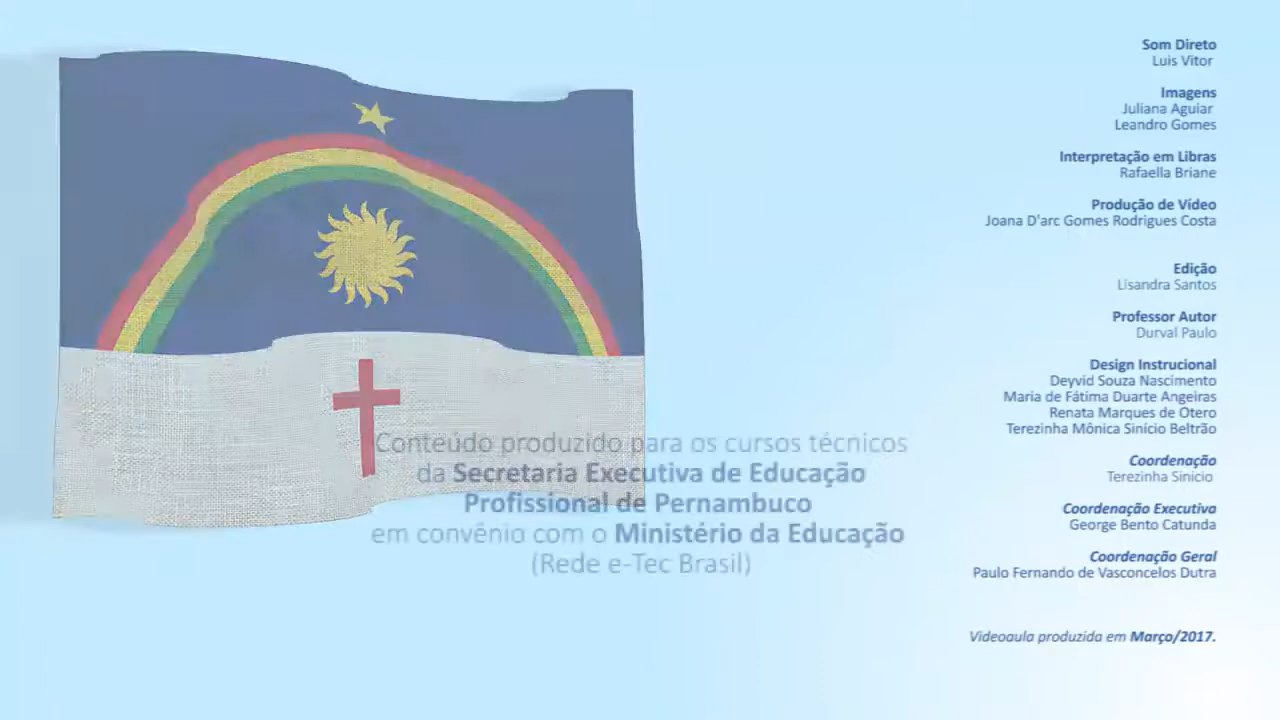 Som Direto
Luis Vitor
Imagens
Juliana Aguiar
Leandro Gomes
Interpretação em Libras
Rafaella Briane
Produção de Vídeo
Joana D'arc Gomes Rodrigues Costa
Edição
Lisandra Santos
Professor Autor
Durval Paulo
Design Instrucional
Deyvid Souza Nascimento
Maria de Fátima Duarte Angeiras
Renata Marques de Otero
Terezinha Mônica Sinício Beltrão
Coordenação
Terezinha Sinício
Coordenação Executiva
George Bento Catunda
Coordenação Geral
Paulo Fernando de Vasconcelos Dutra
Videoaula produzida em Março/2017.
Conteúdo produzido para os cursos técnicos
da Secretaria Executiva de Educação
Profissional de Pernambuco
em convênio com o Ministério da Educação
(Rede e-Tec Brasil)